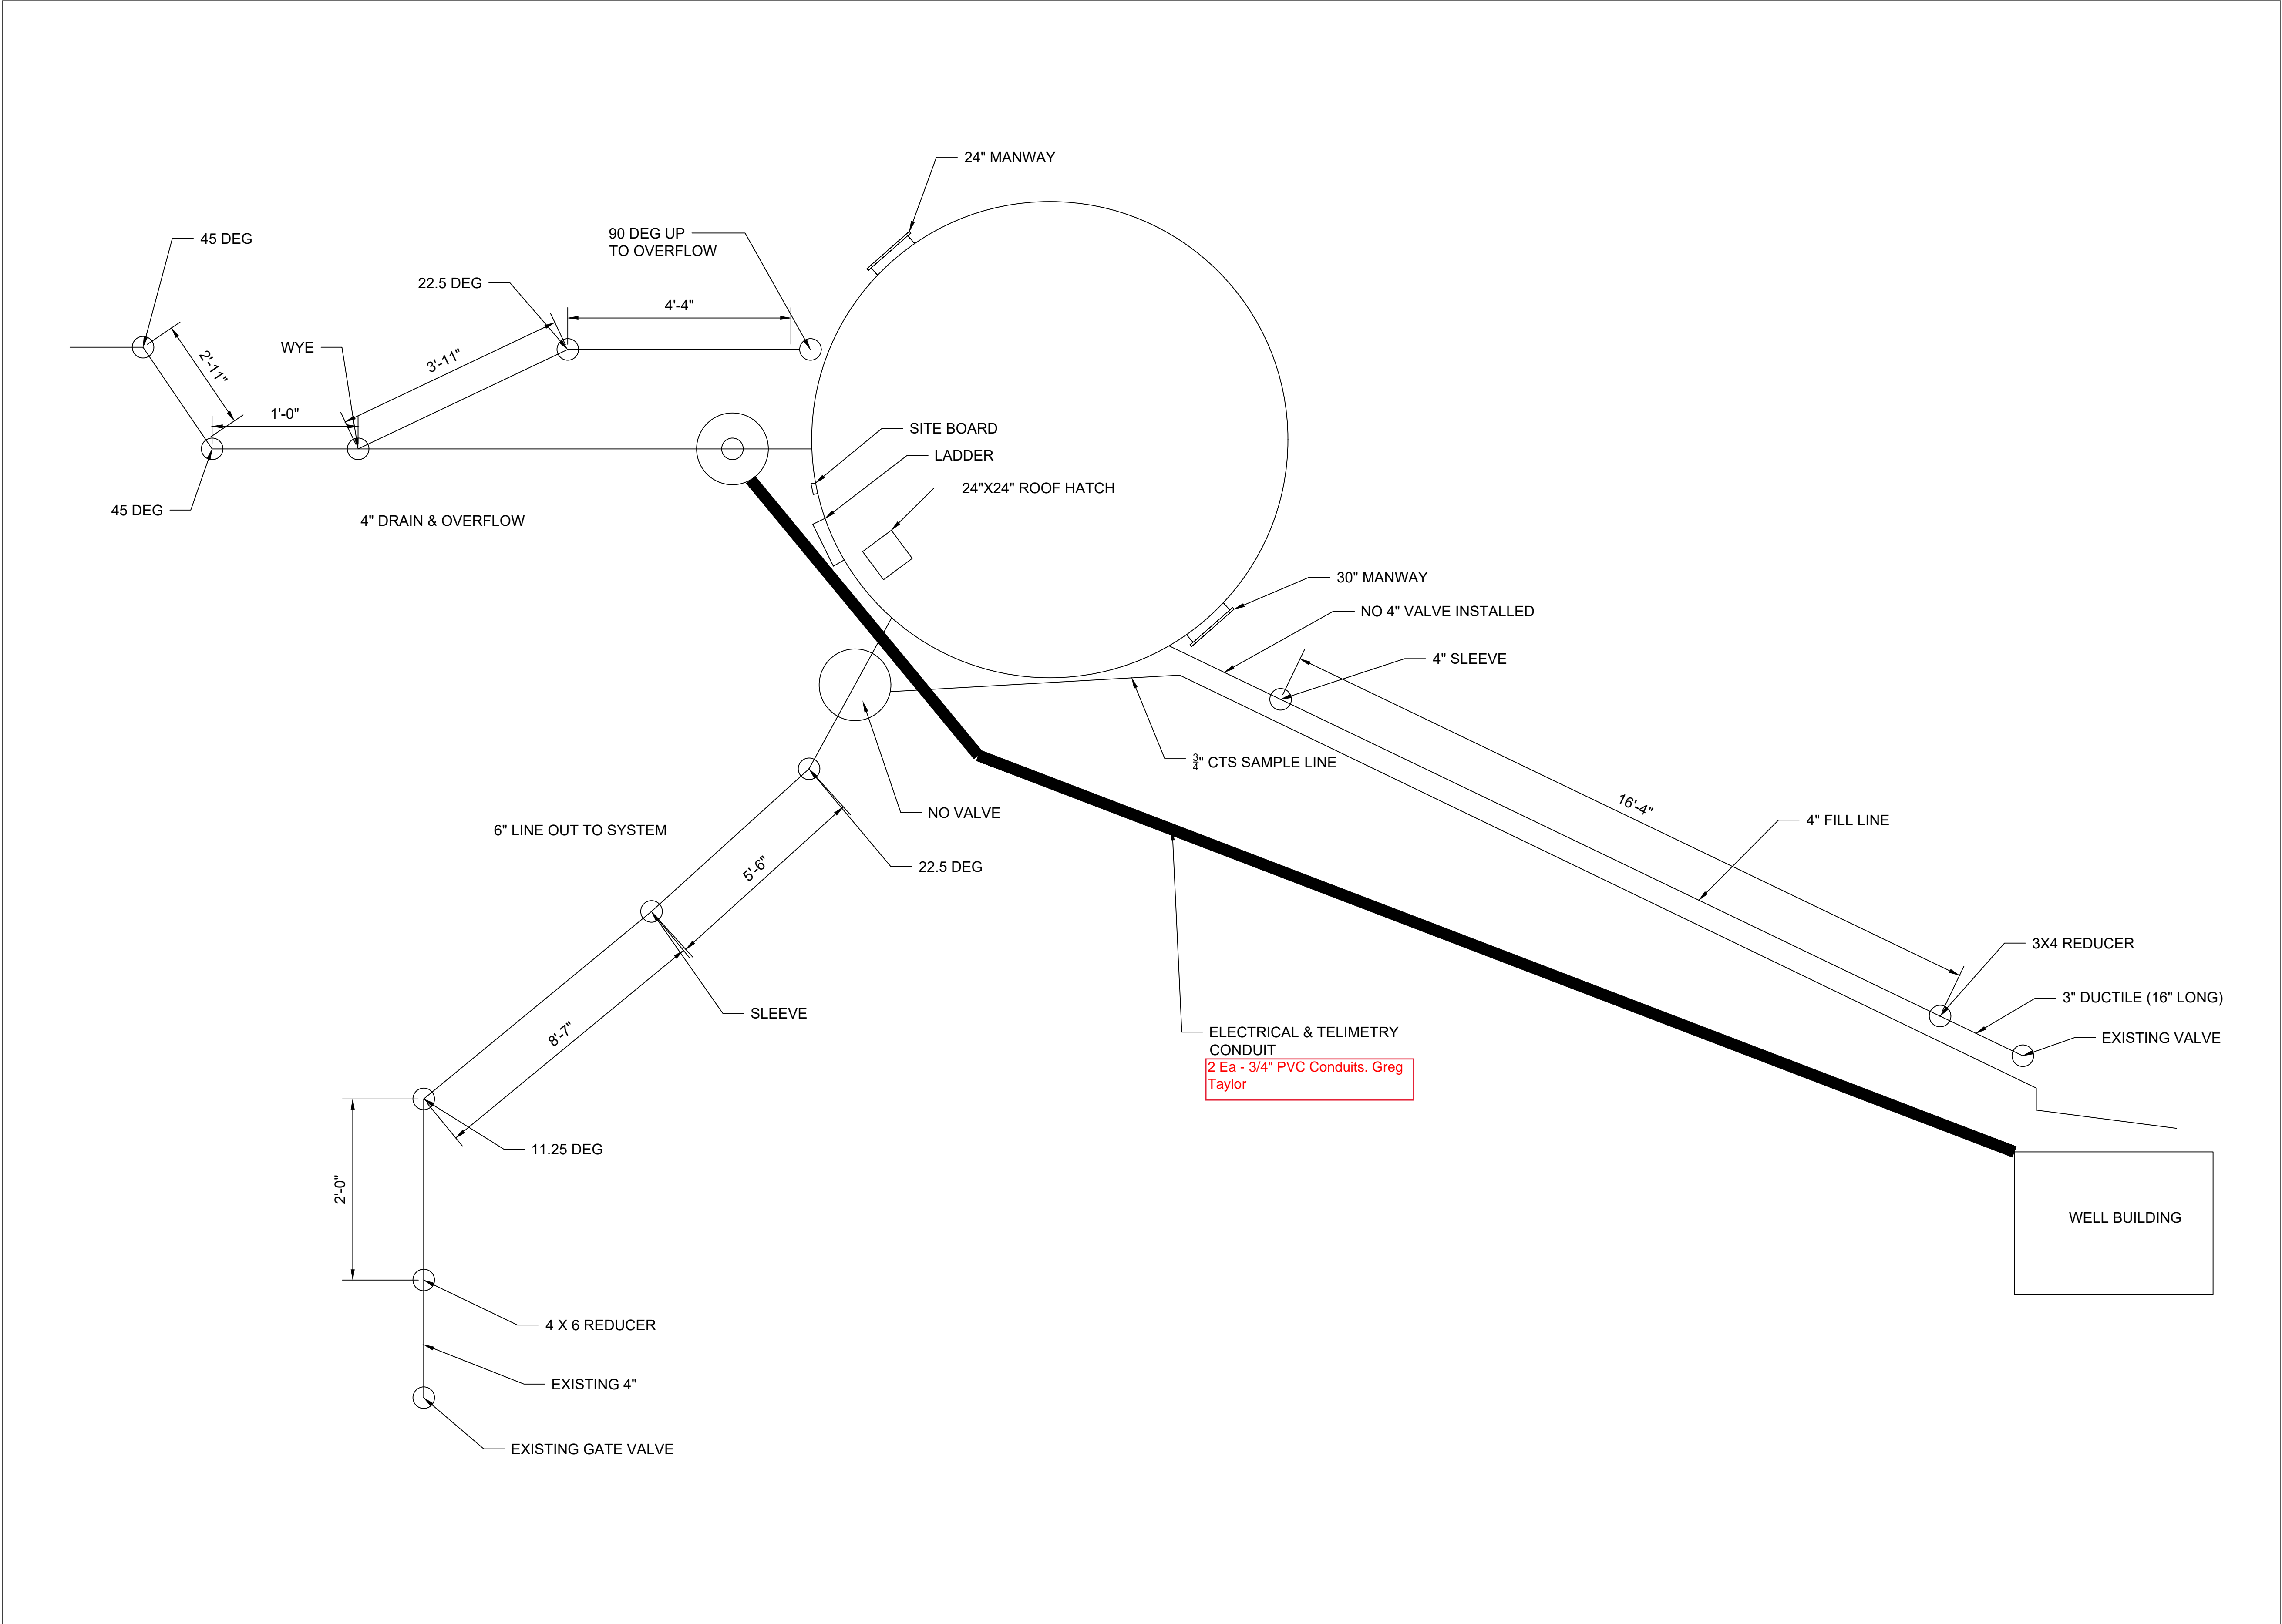 24" MANWAY
45 DEG
90 DEG UP
TO OVERFLOW
22.5 DEG
4'-4"
WYE
3'-11"
2'-11"
1'-0"
SITE BOARD
LADDER
24"X24" ROOF HATCH
45 DEG
4" DRAIN & OVERFLOW
30" MANWAY
NO 4" VALVE INSTALLED
4" SLEEVE
3/4" CTS SAMPLE LINE
16'-4"
NO VALVE
4" FILL LINE
6" LINE OUT TO SYSTEM
22.5 DEG
5'-6"
3X4 REDUCER
3" DUCTILE (16" LONG)
SLEEVE
EXISTING VALVE
8'-7"
ELECTRICAL & TELIMETRY
CONDUIT
2 Ea - 3/4" PVC Conduits. Greg
Taylor
11.25 DEG
2'-0"
WELL BUILDING
4 X 6 REDUCER
EXISTING 4"
EXISTING GATE VALVE